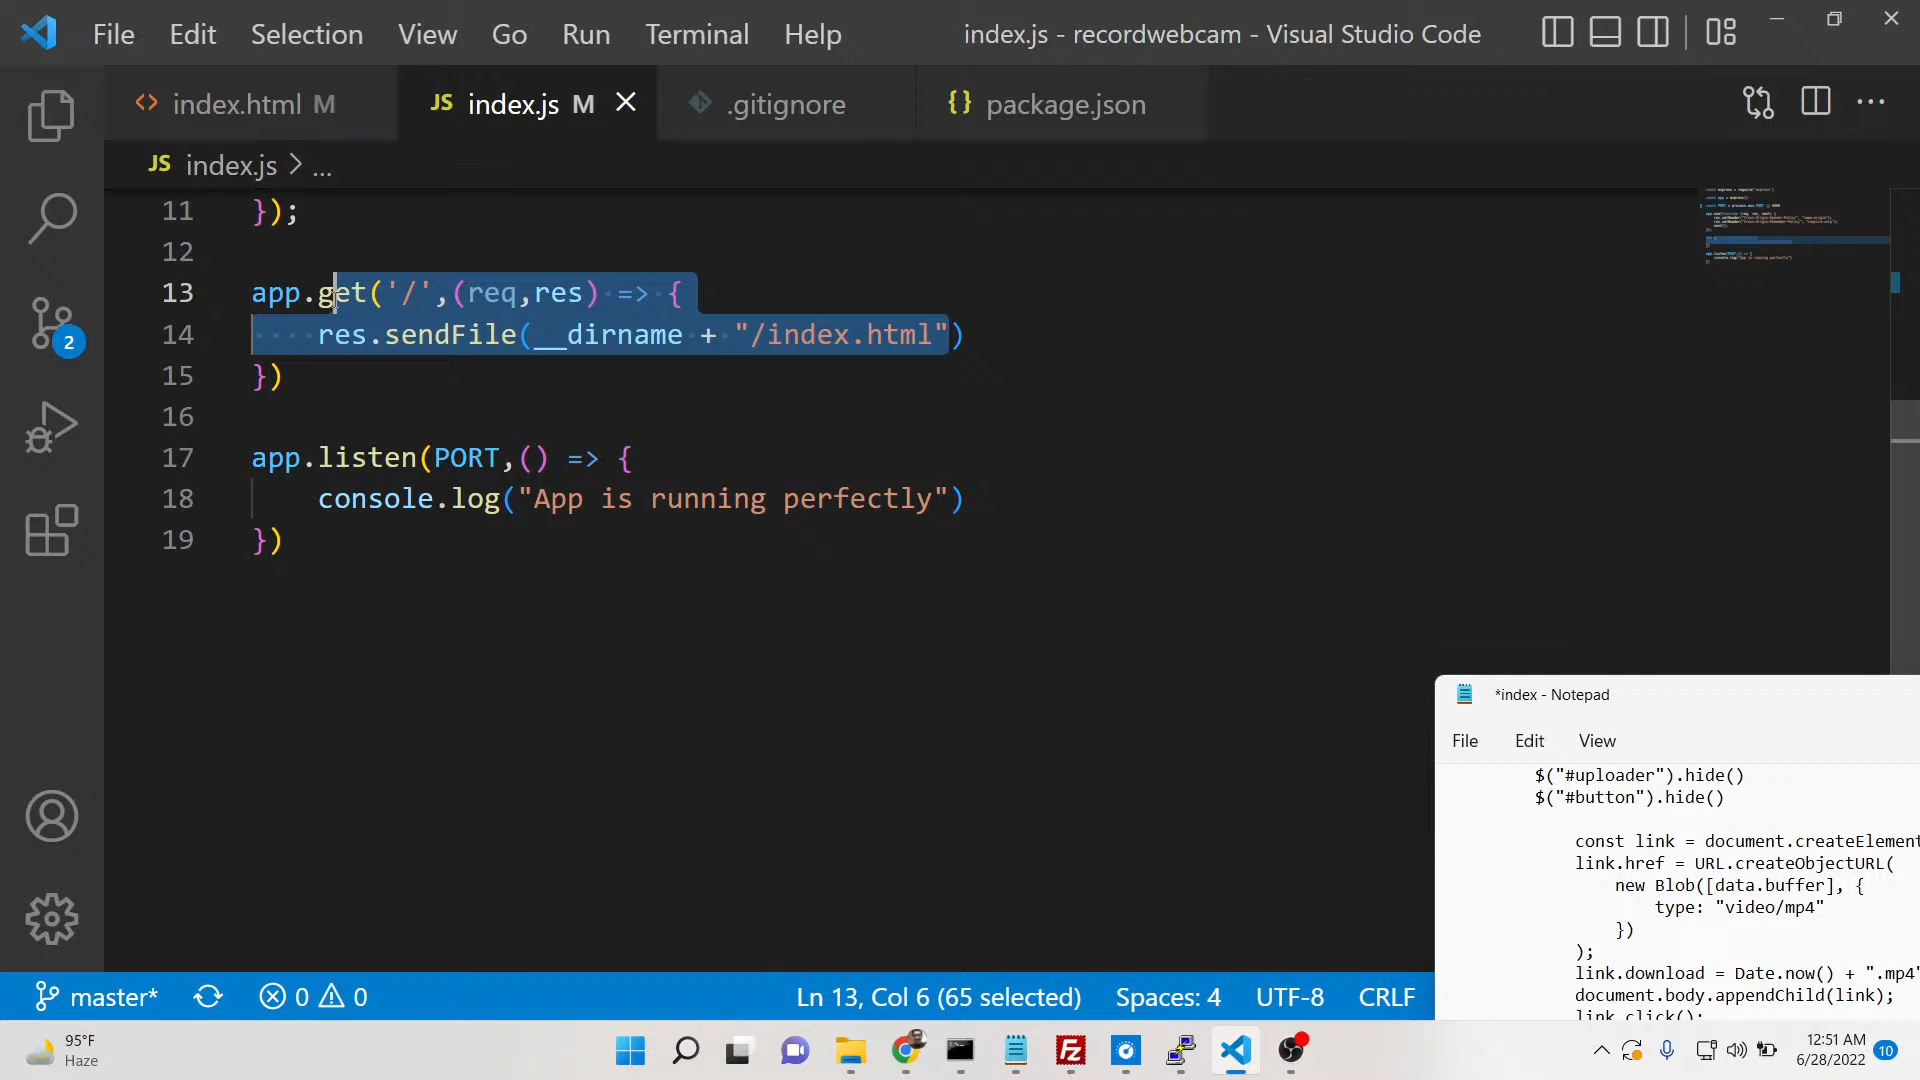 File Edit Selection View Go Run Terminal Help index.js - recordwebcam - Visual Studio Code
index.html M JS index.js M .gitignore {} package.json
JS index.js > ...
11 });
12
13 app.get('/',(req,res) => {
14 res.sendFile(__dirname + "/index.html")
15 })
16
17 app.listen(PORT,() => {
18 console.log("App is running perfectly")
19 })
2
*index - Notepad
File Edit View
$("#uploader").hide()
$("#button").hide()
const link = document.createElement
link.href = URL.createObjectURL(
new Blob([data.buffer], {
type: "video/mp4"
})
);
link.download = Date.now() + ".mp4"
document.body.appendChild(link);
link.click();
master* 0 0 Ln 13, Col 6 (65 selected) Spaces: 4 UTF-8 CRLF
95°F
Haze
12:51 AM
6/28/2022
10